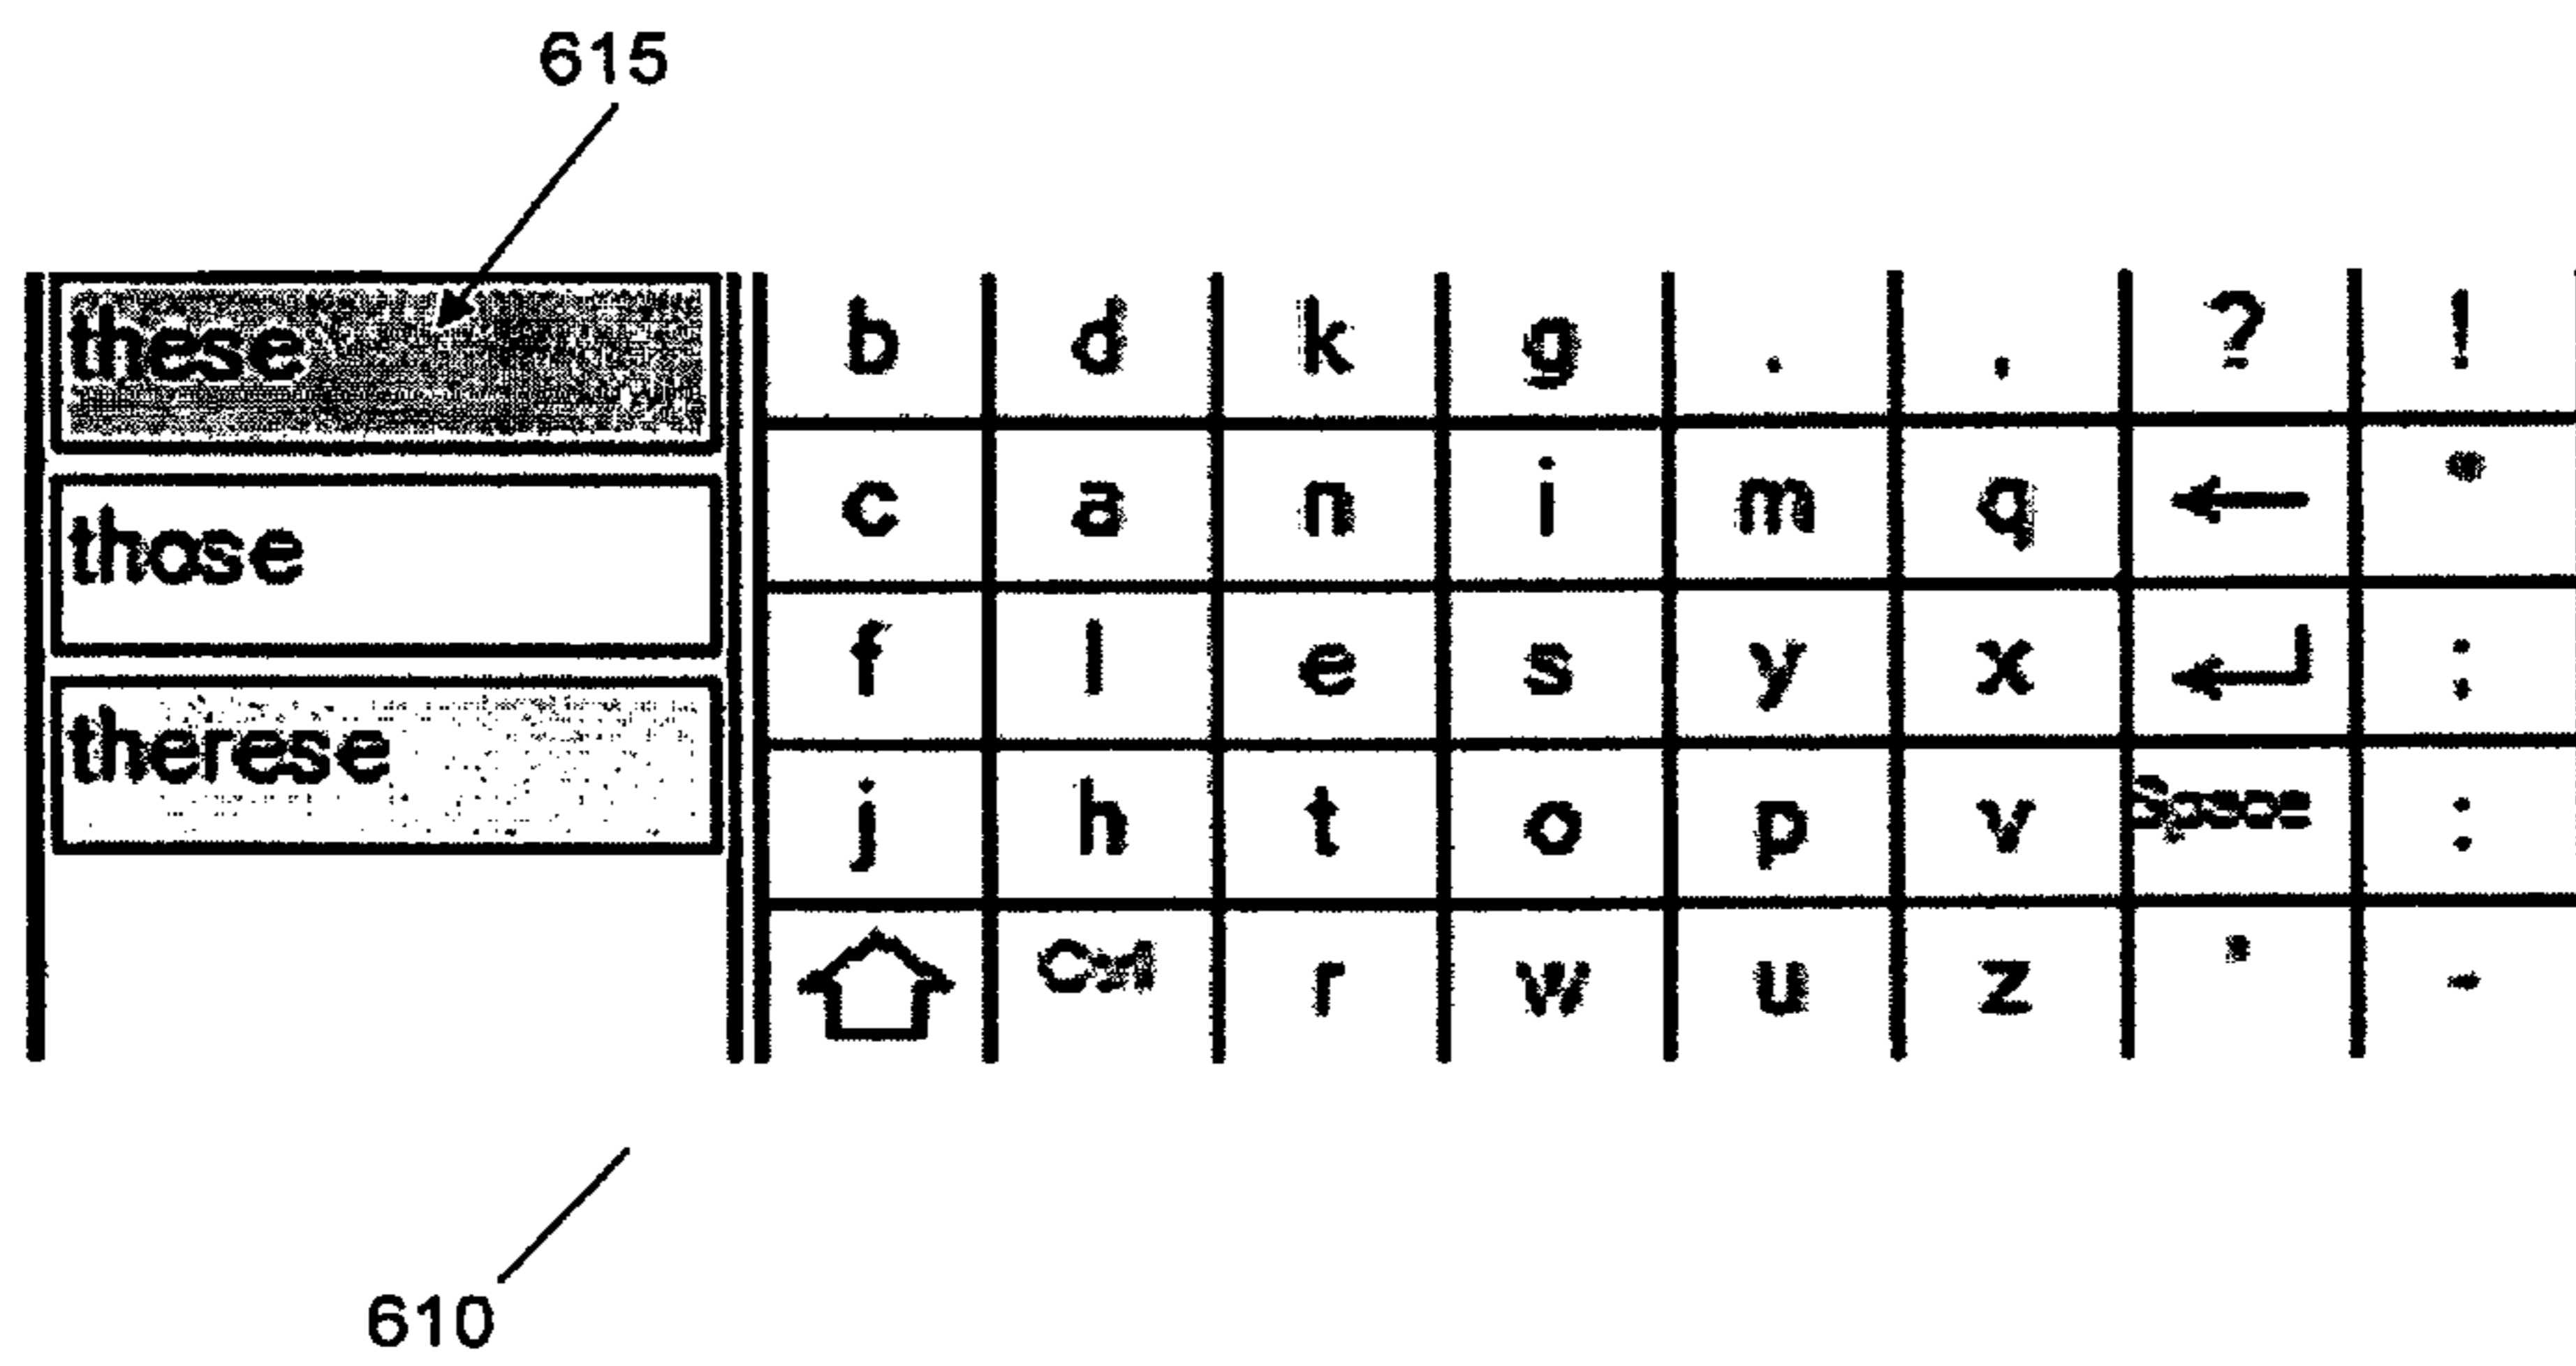 615
these
those
therese
b d k g . , ? !
c a n i m q ← "
f l e s y x ;
j h t o p v Space :
Ctrl r w u z ' -
610